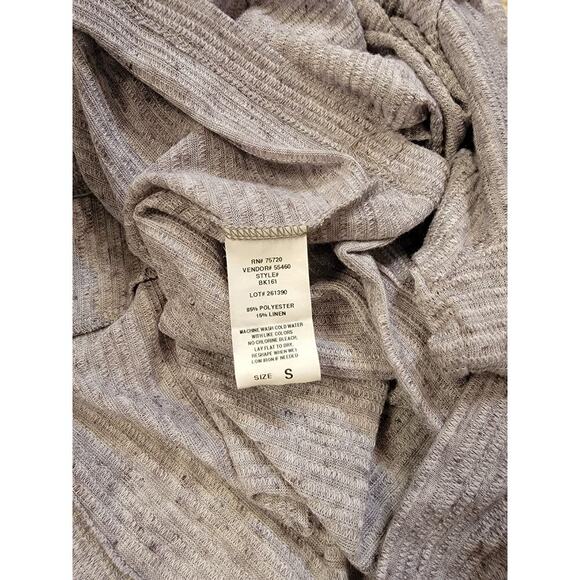 RN# 75720
VENDOR# 55460
STYLE#
BK161
LOT# 261390
85% POLYESTER
15% LINEN
MACHINE WASH COLD WATER
WITH LIKE COLORS
NO CHLORINE BLEACH,
LAY FLAT TO DRY,
RESHAPE WHEN WET
LOW IRON IF NEEDED
SIZE S